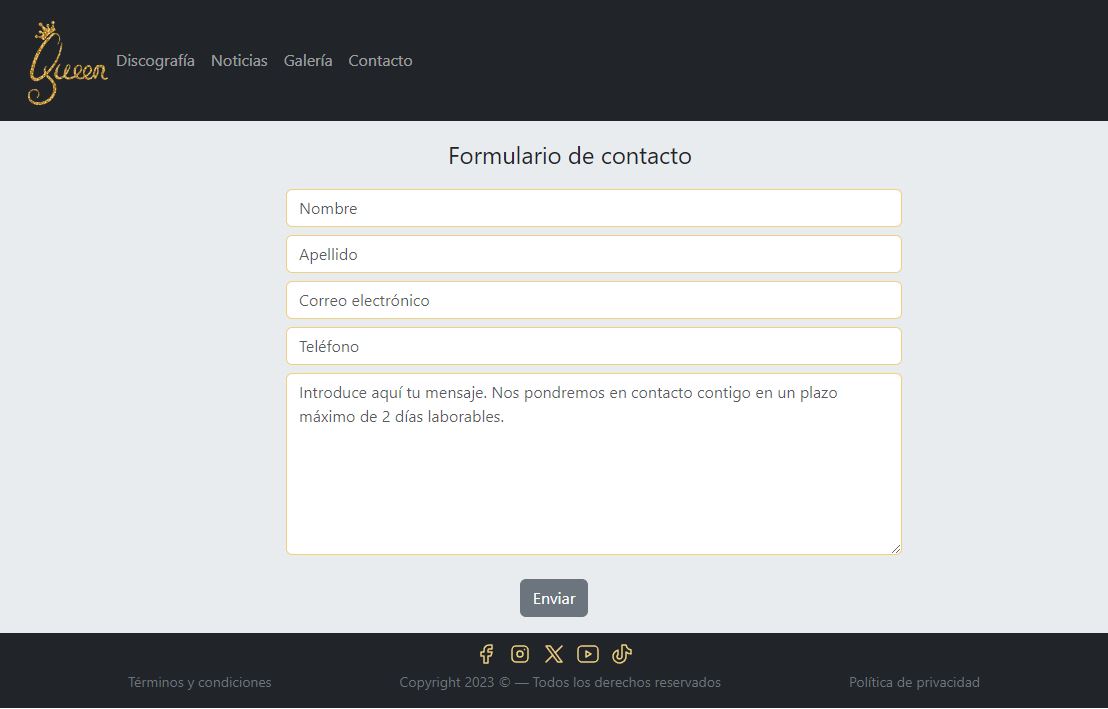 Queen
Discografía Noticias Galería Contacto
Formulario de contacto
Nombre
Apellido
Correo electrónico
Teléfono
Introduce aquí tu mensaje. Nos pondremos en contacto contigo en un plazo
máximo de 2 días laborables.
Enviar
Términos y condiciones Copyright 2023 © — Todos los derechos reservados Política de privacidad